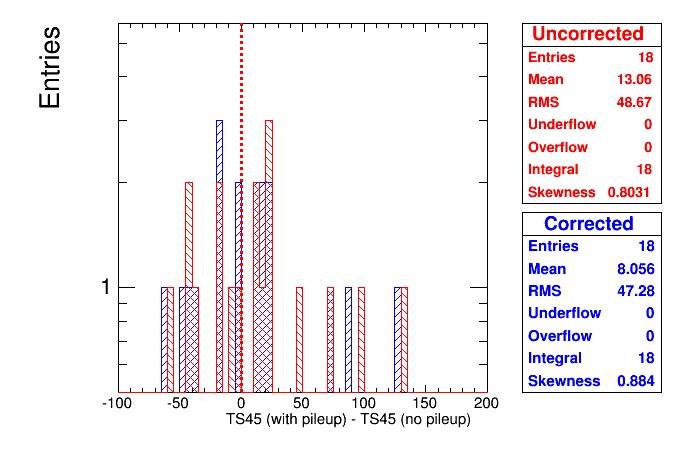 Entries
1
-100 -50 0 50 100 150 200
TS45 (with pileup) - TS45 (no pileup)
Uncorrected
Entries 18
Mean 13.06
RMS 48.67
Underflow 0
Overflow 0
Integral 18
Skewness 0.8031
Corrected
Entries 18
Mean 8.056
RMS 47.28
Underflow 0
Overflow 0
Integral 18
Skewness 0.884